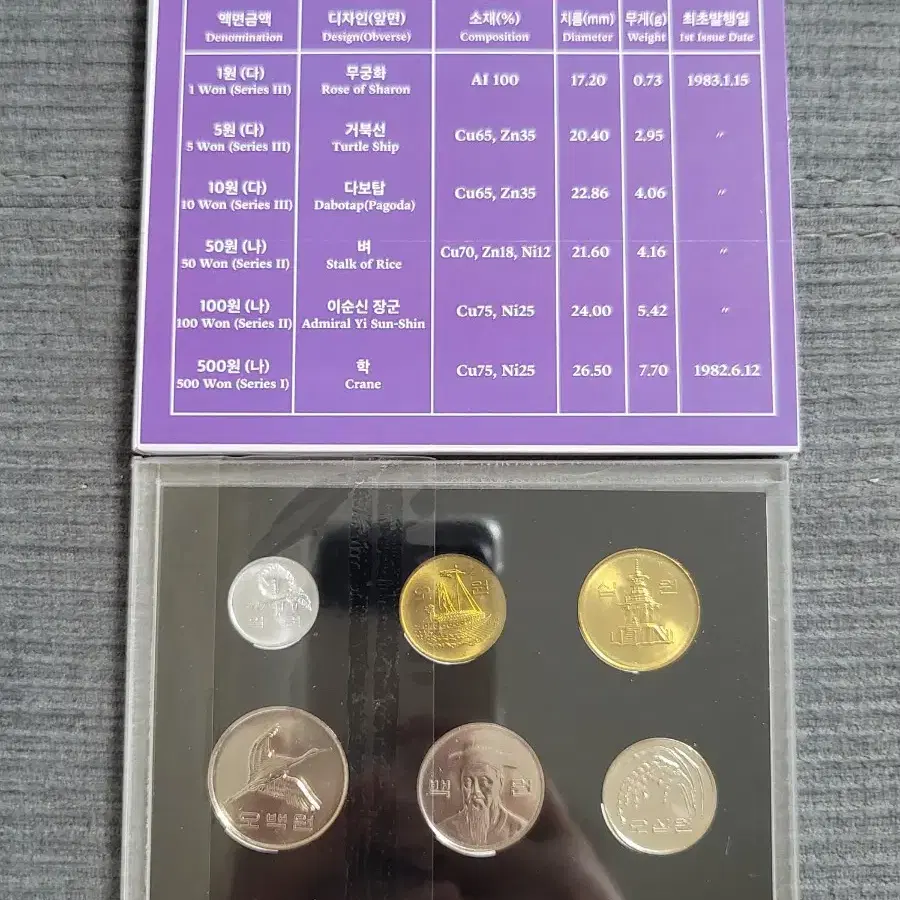 액면금액 디자인(앞면) 소재(%) 지름(mm) 무게(g) 최초발행일
Denomination Design(Obverse) Composition Diameter Weight 1st Issue Date
1원 (다) 무궁화 AI 100 17.20 0.73 1983.1.15
1 Won (Series III) Rose of Sharon
5원 (다) 거북선 Cu65, Zn35 20.40 2.95 〃
5 Won (Series III) Turtle Ship
10원 (다) 다보탑 Cu65, Zn35 22.86 4.06 〃
10 Won (Series III) Dabotap(Pagoda)
50원 (나) 벼 Cu70, Zn18, Ni12 21.60 4.16 〃
50 Won (Series II) Stalk of Rice
100원 (나) 이순신 장군 Cu75, Ni25 24.00 5.42 〃
100 Won (Series II) Admiral Yi Sun-Shin
500원 (나) 학 Cu75, Ni25 26.50 7.70 1982.6.12
500 Won (Series I) Crane
오 원
십 원
오백원
백 원
오십원